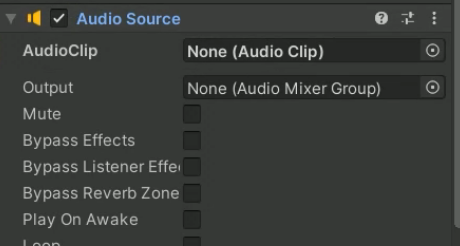 Audio Source
AudioClip None (Audio Clip)
Output None (Audio Mixer Group)
Mute
Bypass Effects
Bypass Listener Effe
Bypass Reverb Zone
Play On Awake
Loop